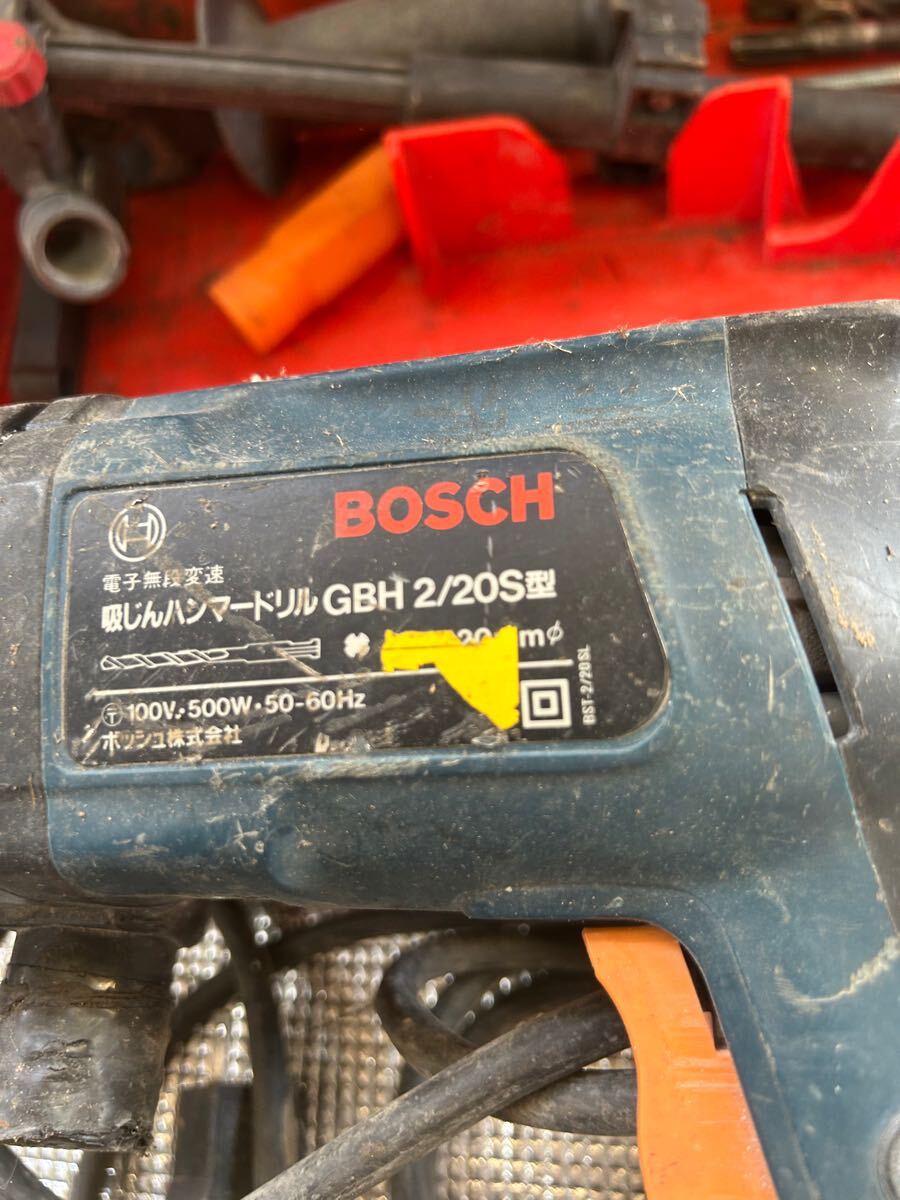 BOSCH
電子無段変速
吸じんハンマードリル GBH 2/20S型
100V・500W・50-60Hz
ボッシュ株式会社
BST-2/20SL